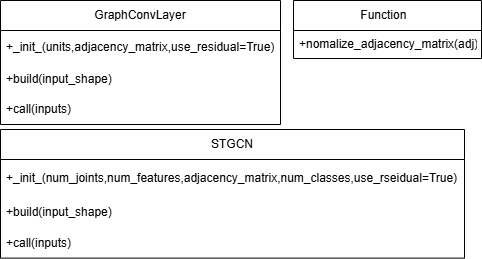 GraphConvLayer
+_init_(units,adjacency_matrix,use_residual=True)
+build(input_shape)
+call(inputs)
Function
+nomalize_adjacency_matrix(adj)
STGCN
+_init_(num_joints,num_features,adjacency_matrix,num_classes,use_rseidual=True)
+build(input_shape)
+call(inputs)